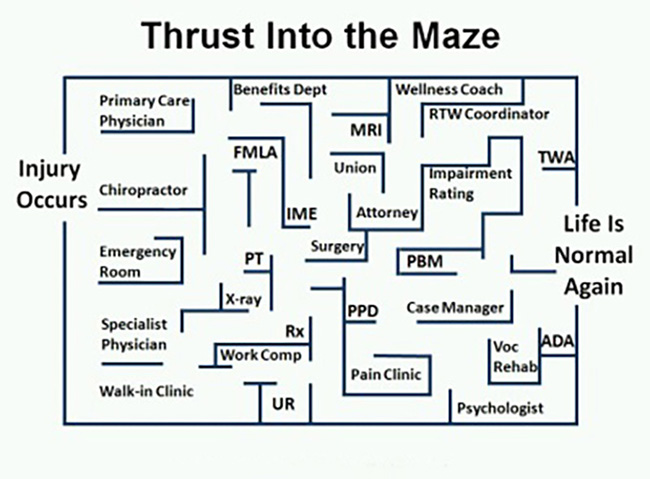 Thrust Into the Maze
Injury
Occurs
Primary Care
Physician
Benefits Dept
Wellness Coach
RTW Coordinator
MRI
FMLA
Union
Impairment
Rating
TWA
Chiropractor
IME
Attorney
Life Is
Normal
Again
Emergency
Room
PT
Surgery
PBM
X-ray
PPD
Case Manager
Specialist
Physician
Rx
Work Comp
Voc
Rehab
ADA
Pain Clinic
Walk-in Clinic
UR
Psychologist